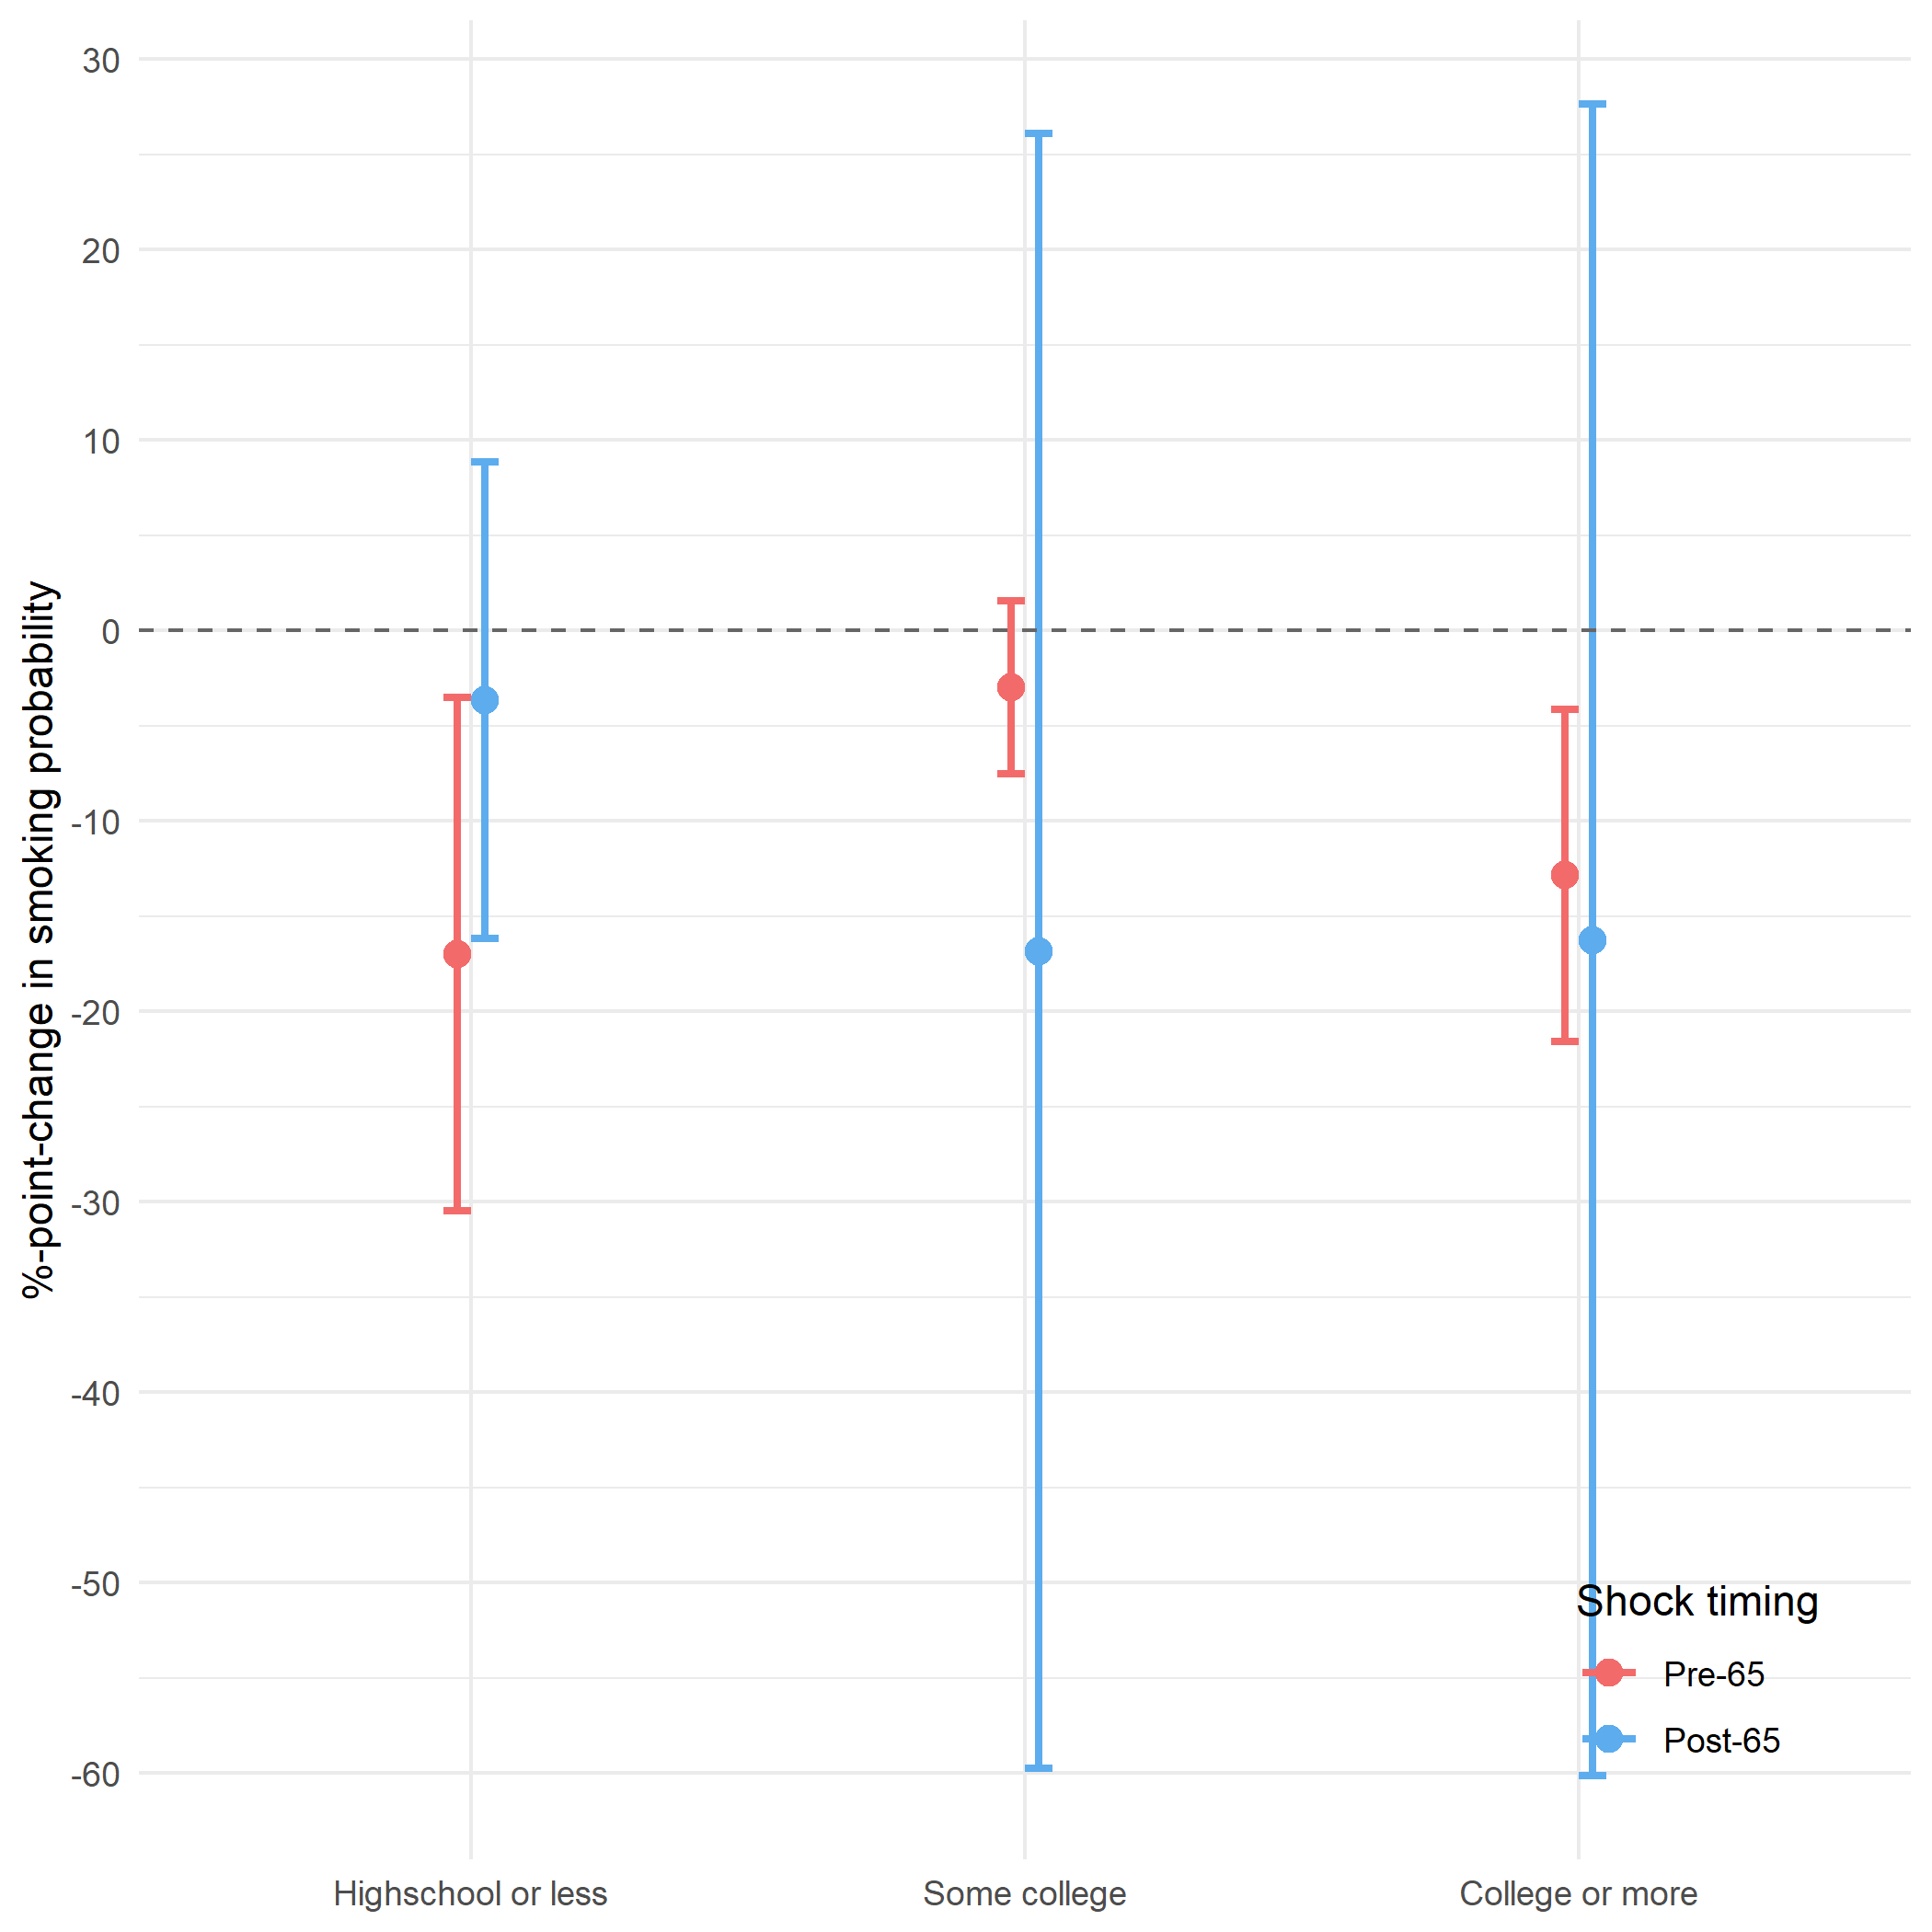 %-point-change in smoking probability
30
20
10
0
-10
-20
-30
-40
-50
-60
Shock timing
Pre-65
Post-65
Highschool or less
Some college
College or more